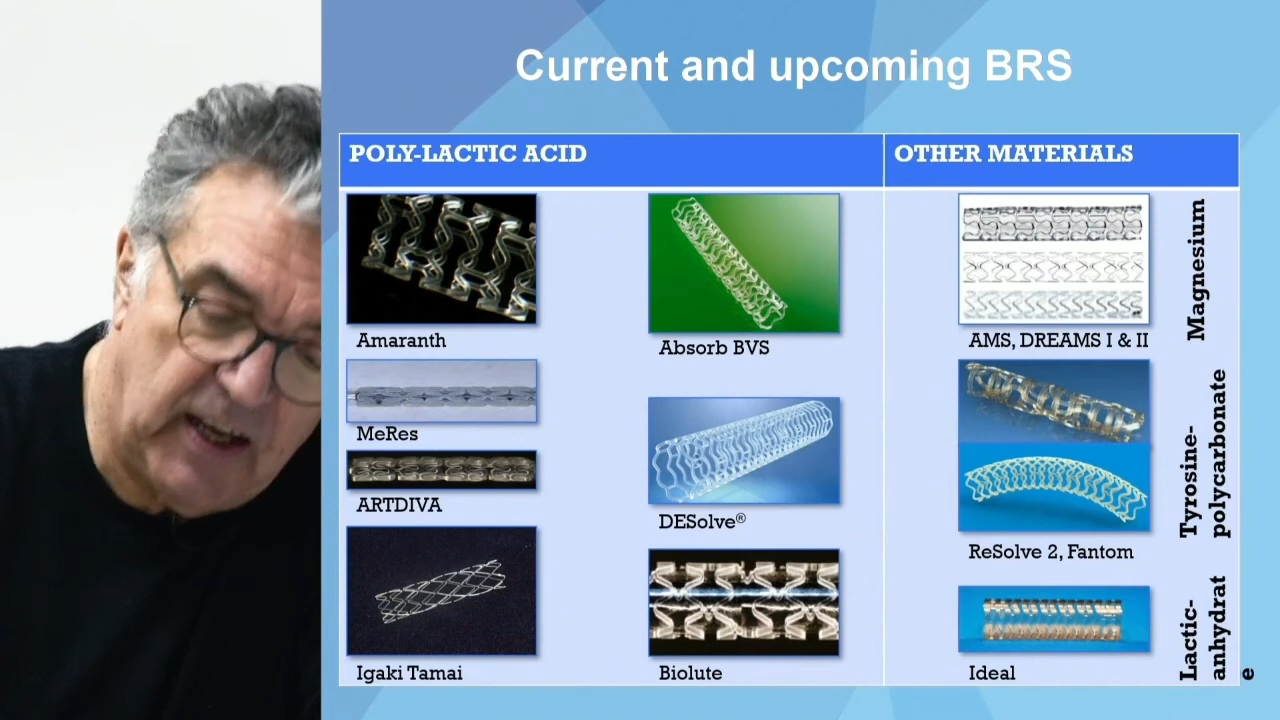 Current and upcoming BRS
POLY-LACTIC ACID
OTHER MATERIALS
Amaranth
MeRes
ARTDIVA
Igaki Tamai
Absorb BVS
DESolve®
Biolute
AMS, DREAMS I & II
Magnesium
ReSolve 2, Fantom
Tyrosine-
polycarbonate
Ideal
Lactic-
anhydrat
e